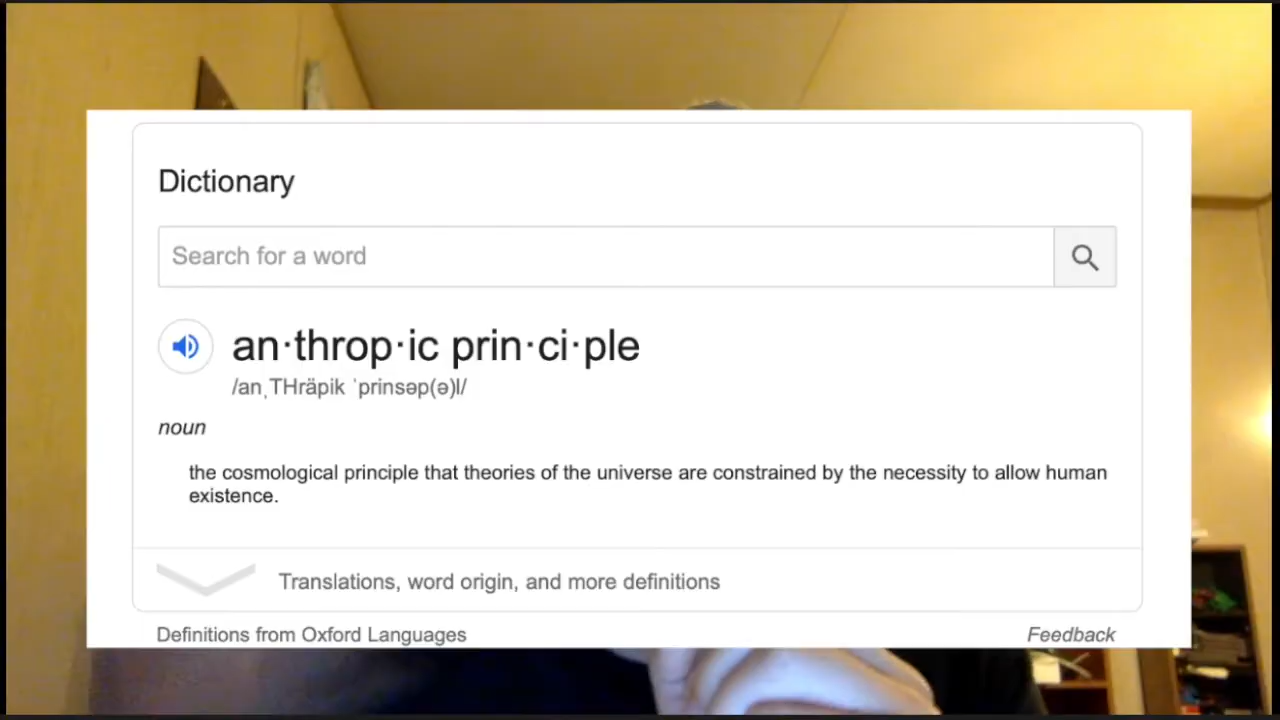 Dictionary
Search for a word
an·throp·ic prin·ci·ple
/anˌTHräpik ˈprinsəp(ə)l/
noun
the cosmological principle that theories of the universe are constrained by the necessity to allow human
existence.
Translations, word origin, and more definitions
Definitions from Oxford Languages
Feedback